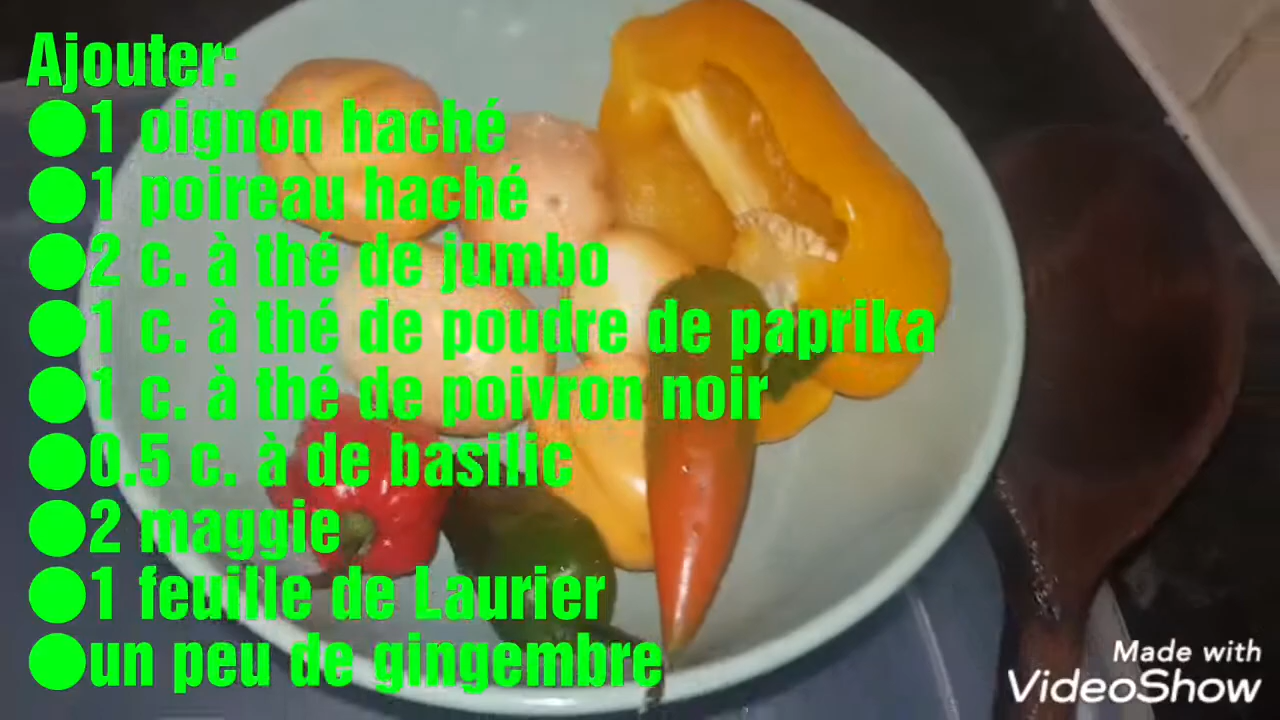 Ajouter:
●1 oignon haché
●1 poireau haché
●2 c. à thé de jumbo
●1 c. à thé de poudre de paprika
●1 c. à thé de poivron noir
●0.5 c. à de basilic
●2 maggie
●1 feuille de Laurier
●un peu de gingembre
Made with
VideoShow